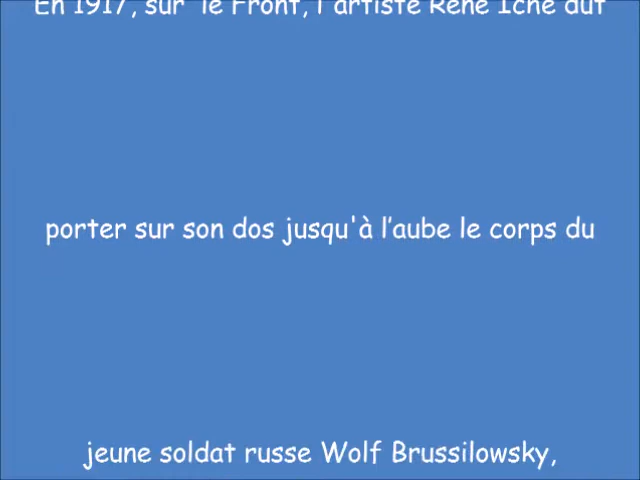 En 1917, sur le Front, l'artiste René Iché dut
porter sur son dos jusqu'à l’aube le corps du
jeune soldat russe Wolf Brussilowsky,